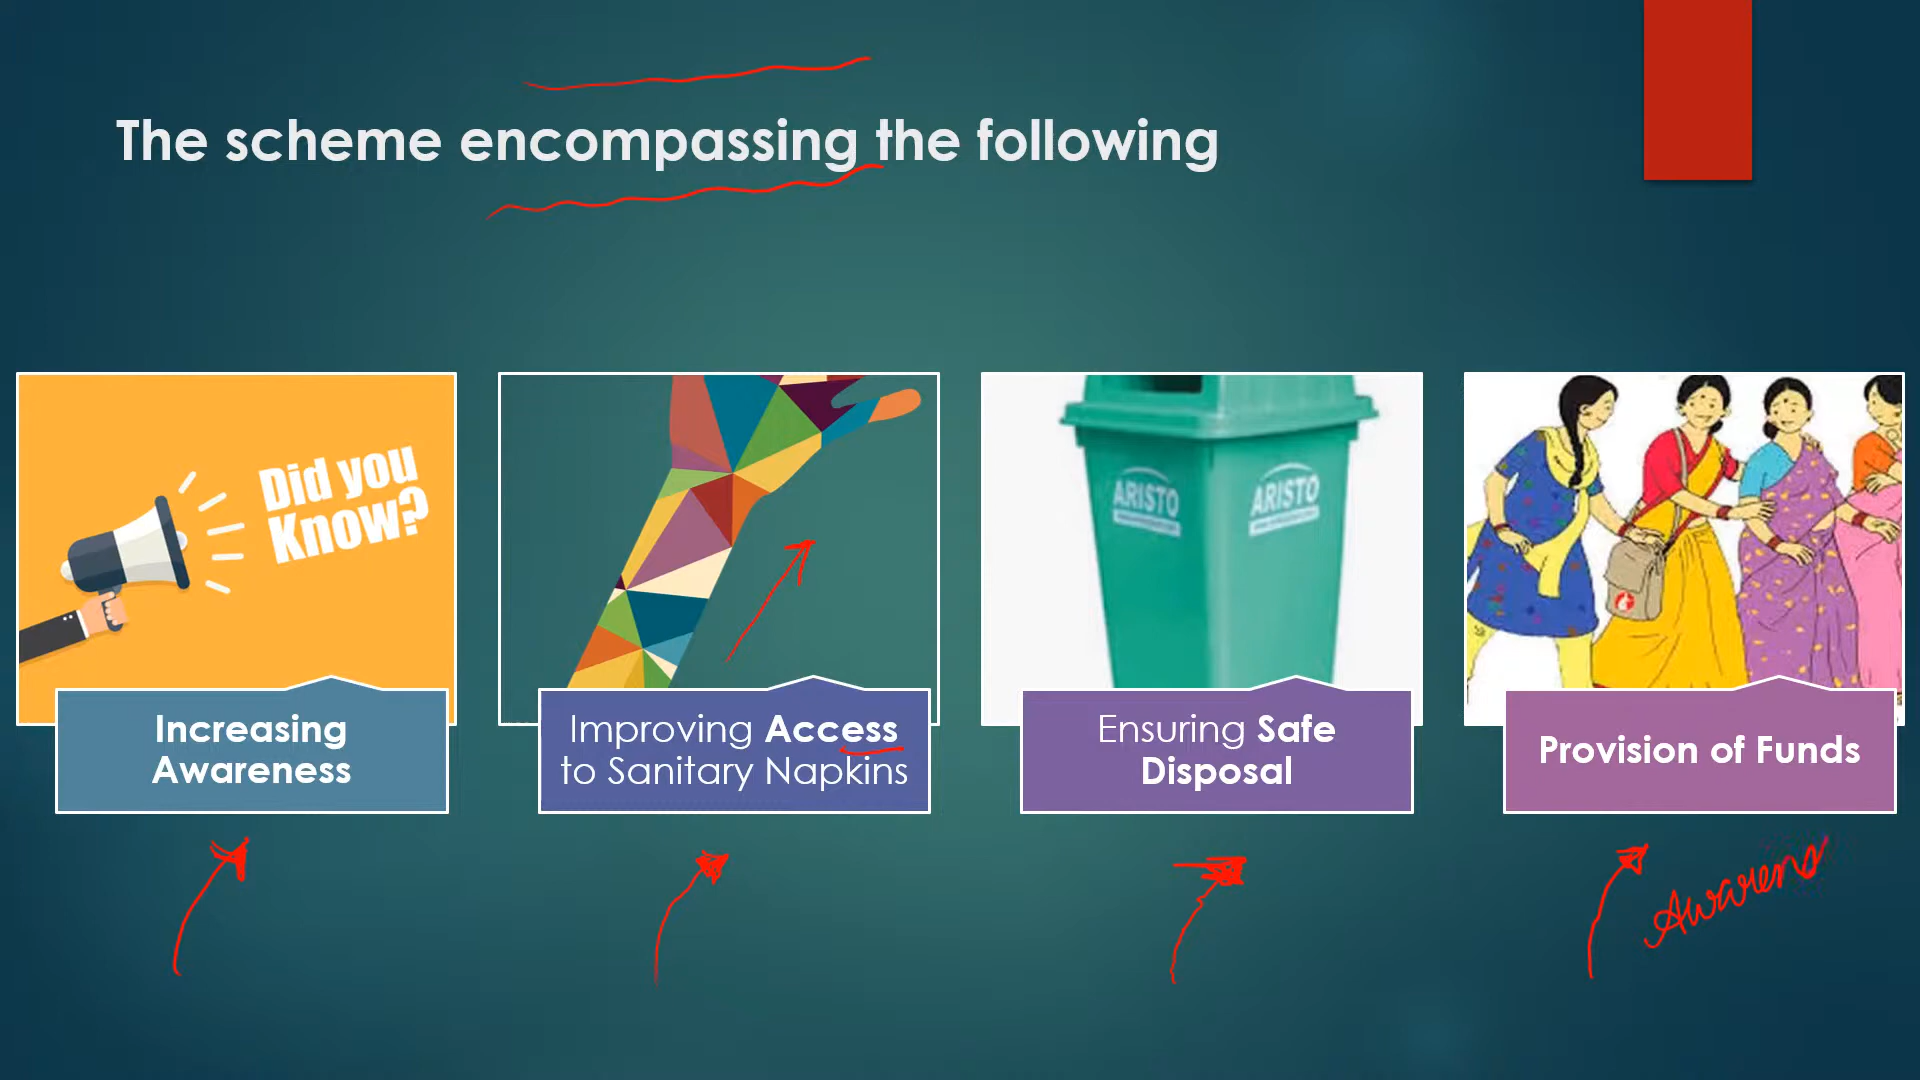 The scheme encompassing the following
Did you
Know?
ARISTO
ARISTO
Increasing
Awareness
Improving Access
to Sanitary Napkins
Ensuring Safe
Disposal
Provision of Funds
Awarens